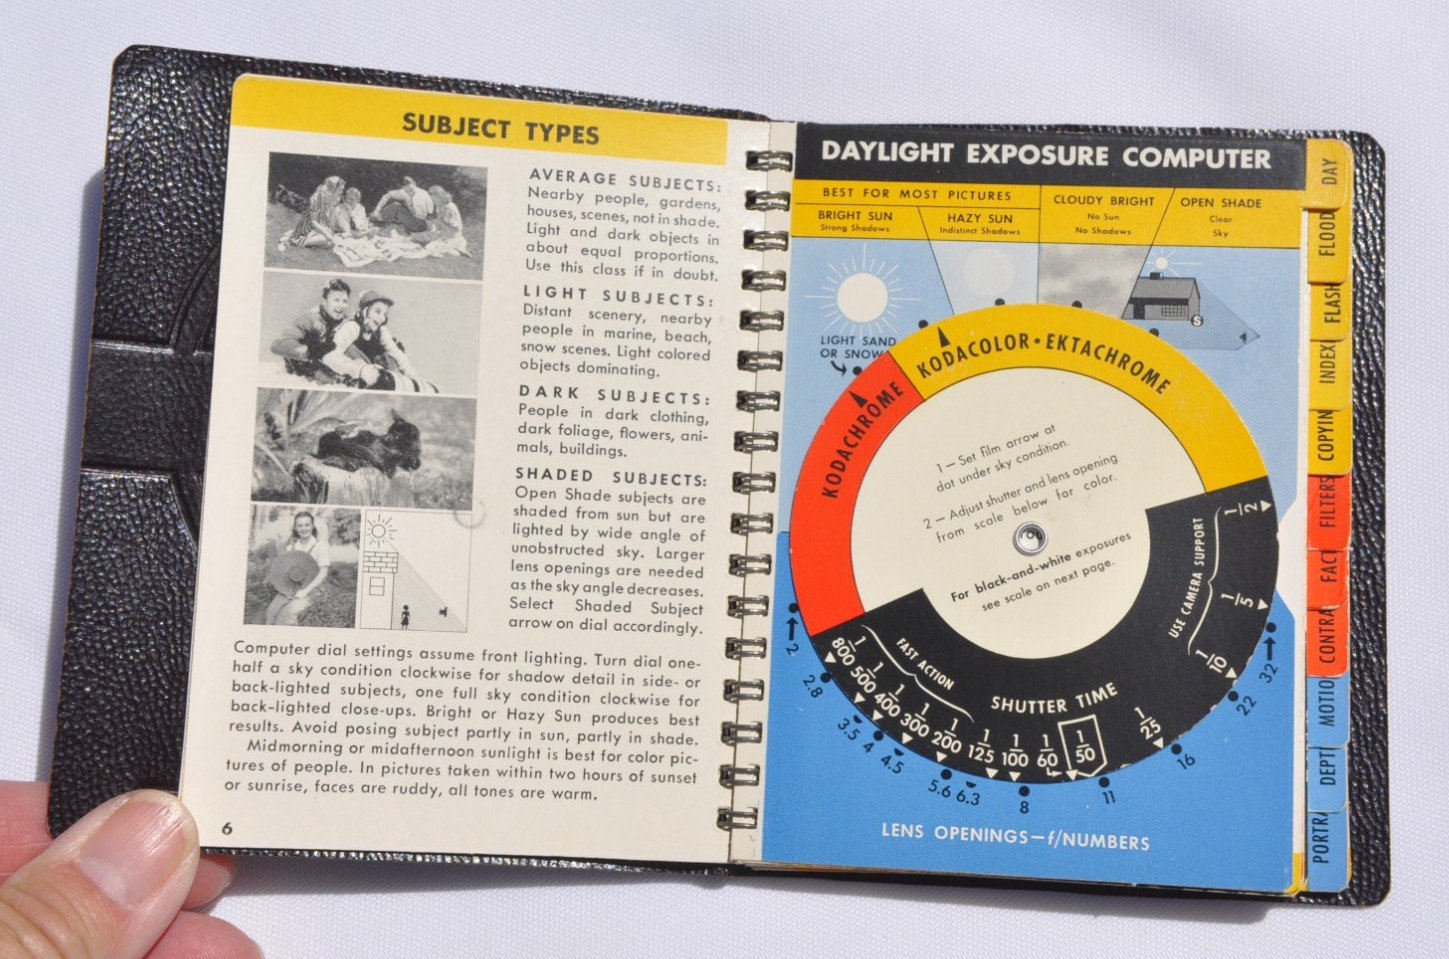 SUBJECT TYPES
AVERAGE SUBJECTS:
Nearby people, gardens,
houses, scenes, not in shade.
Light and dark objects in
about equal proportions.
Use this class if in doubt.
LIGHT SUBJECTS:
Distant scenery, nearby
people in marine, beach,
snow scenes. Light colored
objects dominating.
DARK SUBJECTS:
People in dark clothing,
dark foliage, flowers, ani-
mals, buildings.
SHADED SUBJECTS:
Open Shade subjects are
shaded from sun but are
lighted by wide angle of
unobstructed sky. Larger
lens openings are needed
as the sky angle decreases.
Select Shaded Subject
arrow on dial accordingly.
Computer dial settings assume front lighting. Turn dial one-
half a sky condition clockwise for shadow detail in side- or
back-lighted subjects, one full sky condition clockwise for
back-lighted close-ups. Bright or Hazy Sun produces best
results. Avoid posing subject partly in sun, partly in shade.
Midmorning or midafternoon sunlight is best for color pic-
tures of people. In pictures taken within two hours of sunset
or sunrise, faces are ruddy, all tones are warm.
6
DAYLIGHT EXPOSURE COMPUTER
BEST FOR MOST PICTURES
BRIGHT SUN
Strong Shadows
HAZY SUN
Indistinct Shadows
CLOUDY BRIGHT
No Sun
No Shadows
OPEN SHADE
Clear
Sky
S
LIGHT SAND
OR SNOW
KODACHROME
KODACOLOR • EKTACHROME
1 — Set film arrow at
dot under sky condition.
2 — Adjust shutter and lens opening
from scale below for color.
For black-and-white exposures
see scale on next page.
USE CAMERA SUPPORT
FAST ACTION
SHUTTER TIME
1/800 1/500 1/400 1/300 1/200 1/125 1/100 1/60 1/50 1/25 1/10 1/5 1/2
2 2.8 3.5 4 4.5 5.6 6.3 8 11 16 22 32
LENS OPENINGS—f/NUMBERS
DAY
FLOOD
FLASH
INDEX
COPYIN
FILTERS
FACT
CONTRA
MOTIO
DEPT
PORTRA